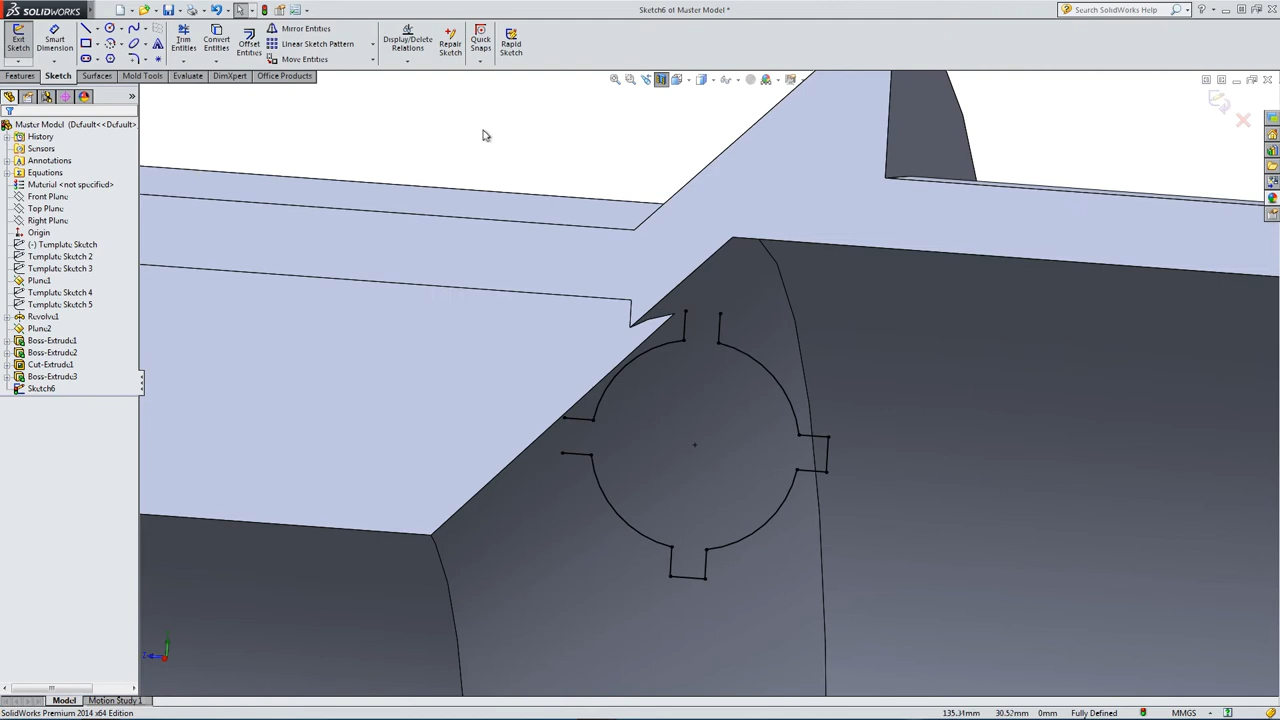 SOLIDWORKS
Sketch6 of Master Model *
Search SolidWorks Help
Exit Sketch
Smart Dimension
Trim Entities
Convert Entities
Offset Entities
Mirror Entities
Linear Sketch Pattern
Move Entities
Display/Delete Relations
Repair Sketch
Quick Snaps
Rapid Sketch
Features Sketch Surfaces Mold Tools Evaluate DimXpert Office Products
Master Model (Default<<Default>
History
Sensors
Annotations
Equations
Material <not specified>
Front Plane
Top Plane
Right Plane
Origin
(-) Template Sketch
Template Sketch 2
Template Sketch 3
Plane1
Template Sketch 4
Template Sketch 5
Revolve1
Plane2
Boss-Extrude1
Boss-Extrude2
Cut-Extrude1
Boss-Extrude3
Sketch6
Z
Model Motion Study 1
SolidWorks Premium 2014 x64 Edition 135.34mm 30.52mm 0mm Fully Defined MMGS